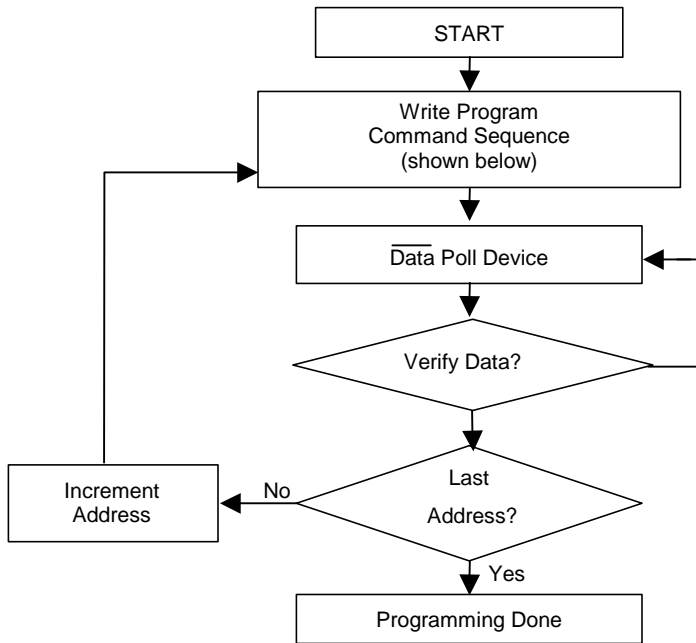 START
Write Program
Command Sequence
(shown below)
Data Poll Device
Verify Data?
Last
Address?
No
Increment
Address
Yes
Programming Done